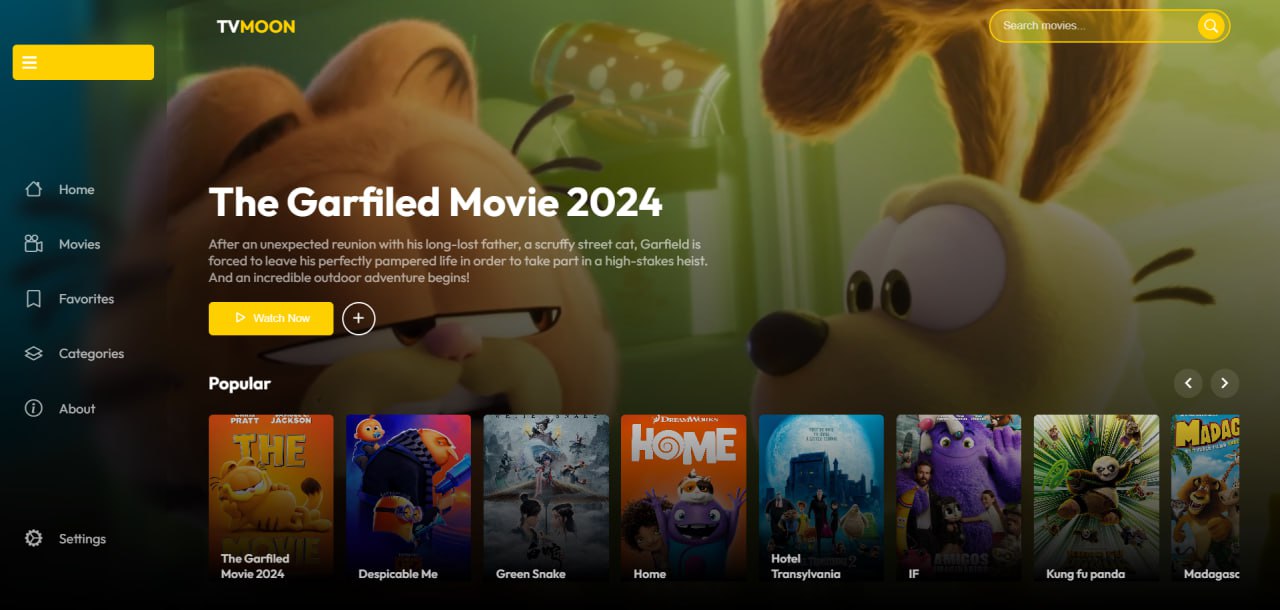 TVMOON
Search movies...
Home
Movies
Favorites
Categories
About
Settings
The Garfiled Movie 2024
After an unexpected reunion with his long-lost father, a scruffy street cat, Garfield is
forced to leave his perfectly pampered life in order to take part in a high-stakes heist.
And an incredible outdoor adventure begins!
Watch Now
Popular
PRATT JACKSON
THE
MOVIE
The Garfiled
Movie 2024
Despicable Me
Green Snake
DREAMWORKS
HOME
Home
Hotel
Transylvania
AMIGOS
IF
Kung fu panda
MADAG
Madagasc